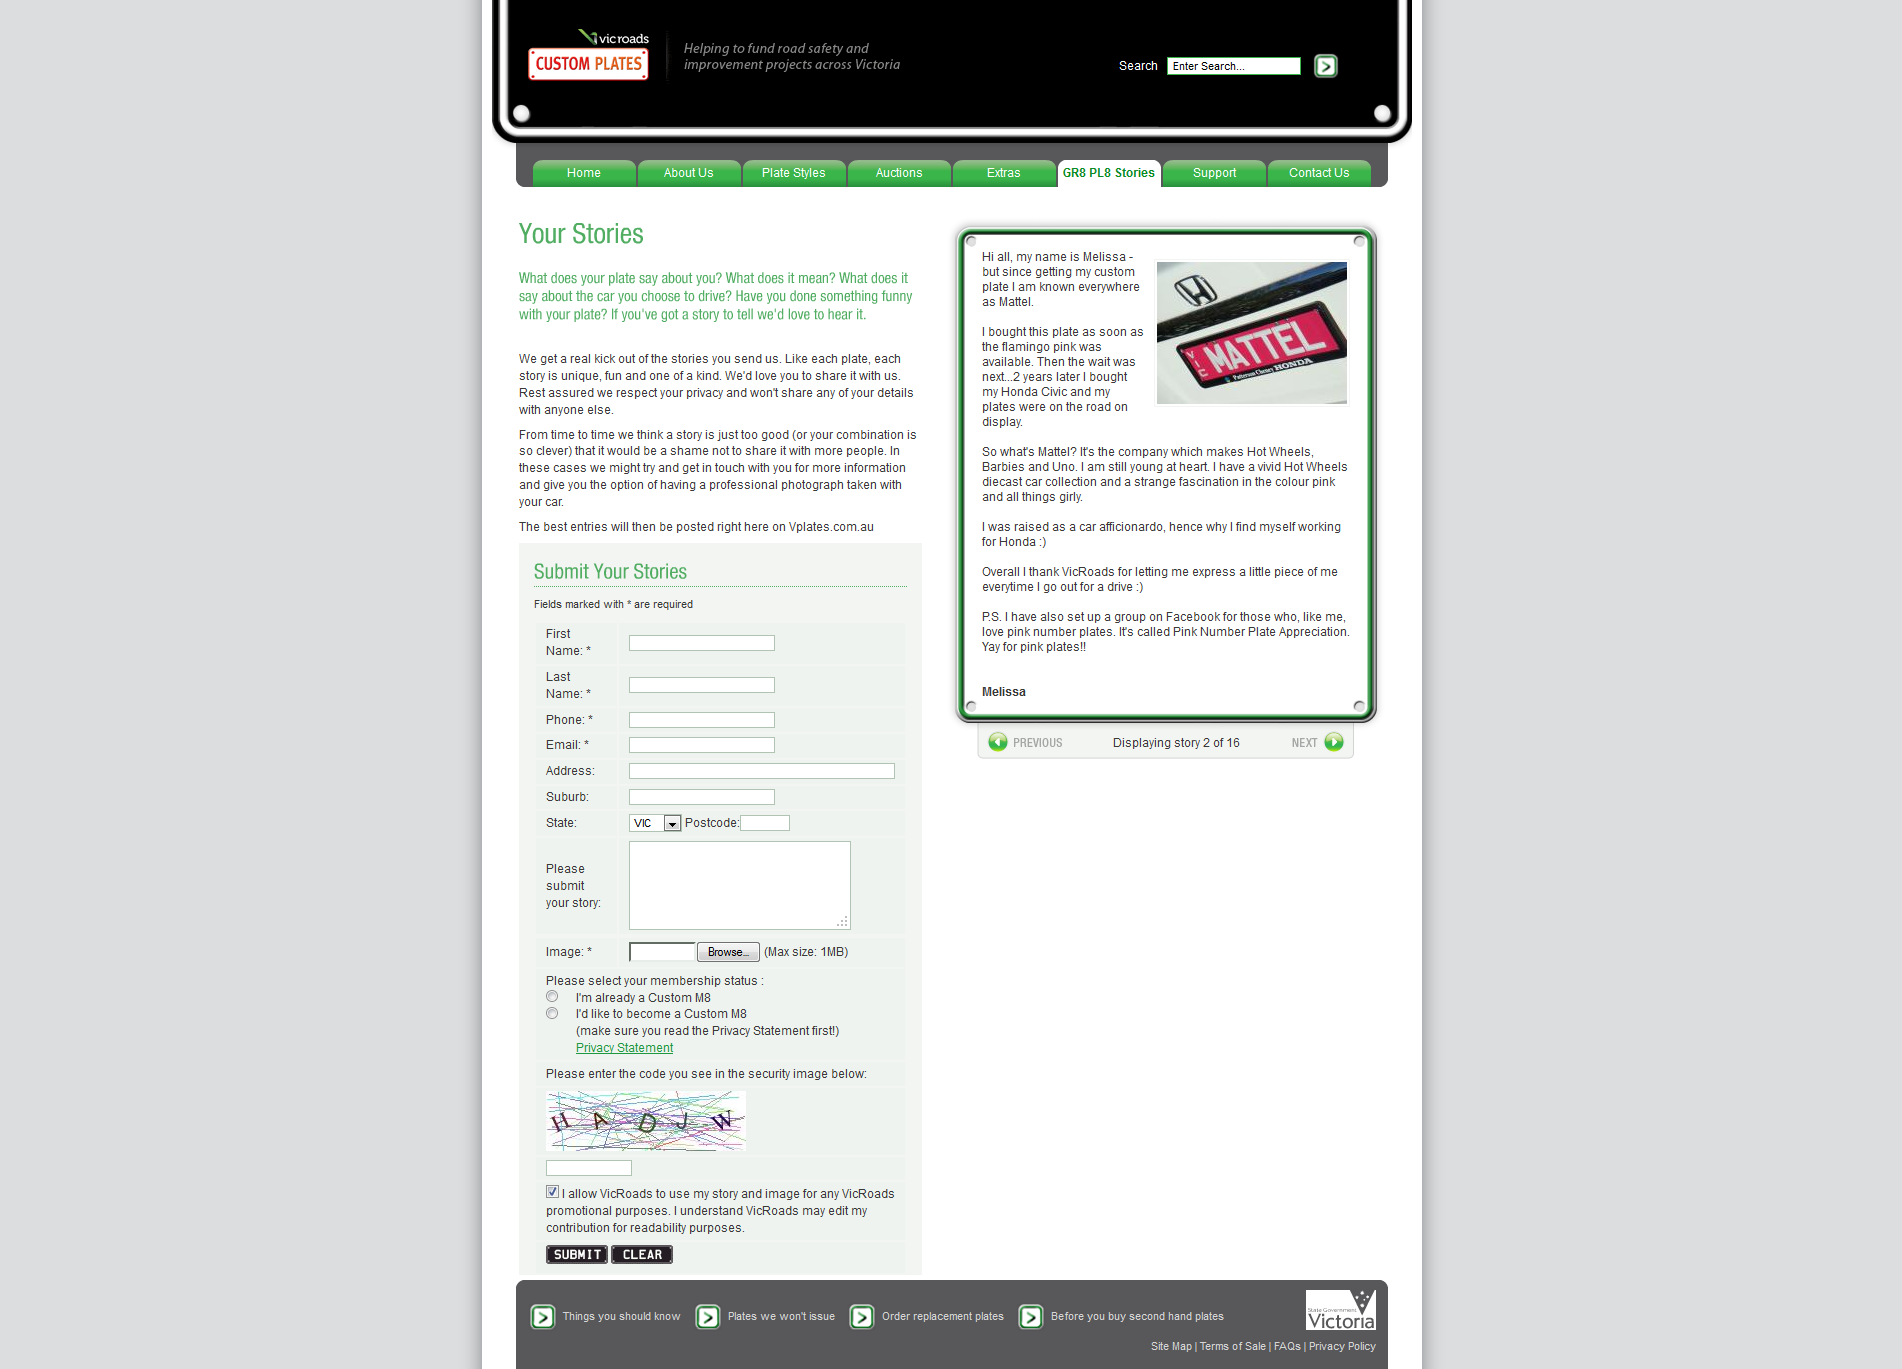 vicroads
CUSTOM PLATES
Helping to fund road safety and
improvement projects across Victoria
Search
Enter Search...
Home
About Us
Plate Styles
Auctions
Extras
GR8 PL8 Stories
Support
Contact Us
Your Stories
What does your plate say about you? What does it mean? What does it
say about the car you choose to drive? Have you done something funny
with your plate? If you've got a story to tell we'd love to hear it.
We get a real kick out of the stories you send us. Like each plate, each
story is unique, fun and one of a kind. We'd love you to share it with us.
Rest assured we respect your privacy and won't share any of your details
with anyone else.
From time to time we think a story is just too good (or your combination is
so clever) that it would be a shame not to share it with more people. In
these cases we might try and get in touch with you for more information
and give you the option of having a professional photograph taken with
your car.
The best entries will then be posted right here on Vplates.com.au
Submit Your Stories
Fields marked with * are required
First
Name: *
Last
Name: *
Phone: *
Email: *
Address:
Suburb:
State:
VIC
Postcode:
Please
submit
your story:
Image: *
Browse...
(Max size: 1MB)
Please select your membership status :
I'm already a Custom M8
I'd like to become a Custom M8
(make sure you read the Privacy Statement first!)
Privacy Statement
Please enter the code you see in the security image below:
H A D J W
I allow VicRoads to use my story and image for any VicRoads
promotional purposes. I understand VicRoads may edit my
contribution for readability purposes.
SUBMIT
CLEAR
Hi all, my name is Melissa -
but since getting my custom
plate I am known everywhere
as Mattel.
I bought this plate as soon as
the flamingo pink was
available. Then the wait was
next...2 years later I bought
my Honda Civic and my
plates were on the road on
display.
VIC
MATTEL
Patterson Cheney HONDA
So what's Mattel? It's the company which makes Hot Wheels,
Barbies and Uno. I am still young at heart. I have a vivid Hot Wheels
diecast car collection and a strange fascination in the colour pink
and all things girly.
I was raised as a car afficionardo, hence why I find myself working
for Honda :)
Overall I thank VicRoads for letting me express a little piece of me
everytime I go out for a drive :)
P.S. I have also set up a group on Facebook for those who, like me,
love pink number plates. It's called Pink Number Plate Appreciation.
Yay for pink plates!!
Melissa
PREVIOUS
Displaying story 2 of 16
NEXT
Things you should know
Plates we won't issue
Order replacement plates
Before you buy second hand plates
State Government
Victoria
Site Map | Terms of Sale | FAQs | Privacy Policy